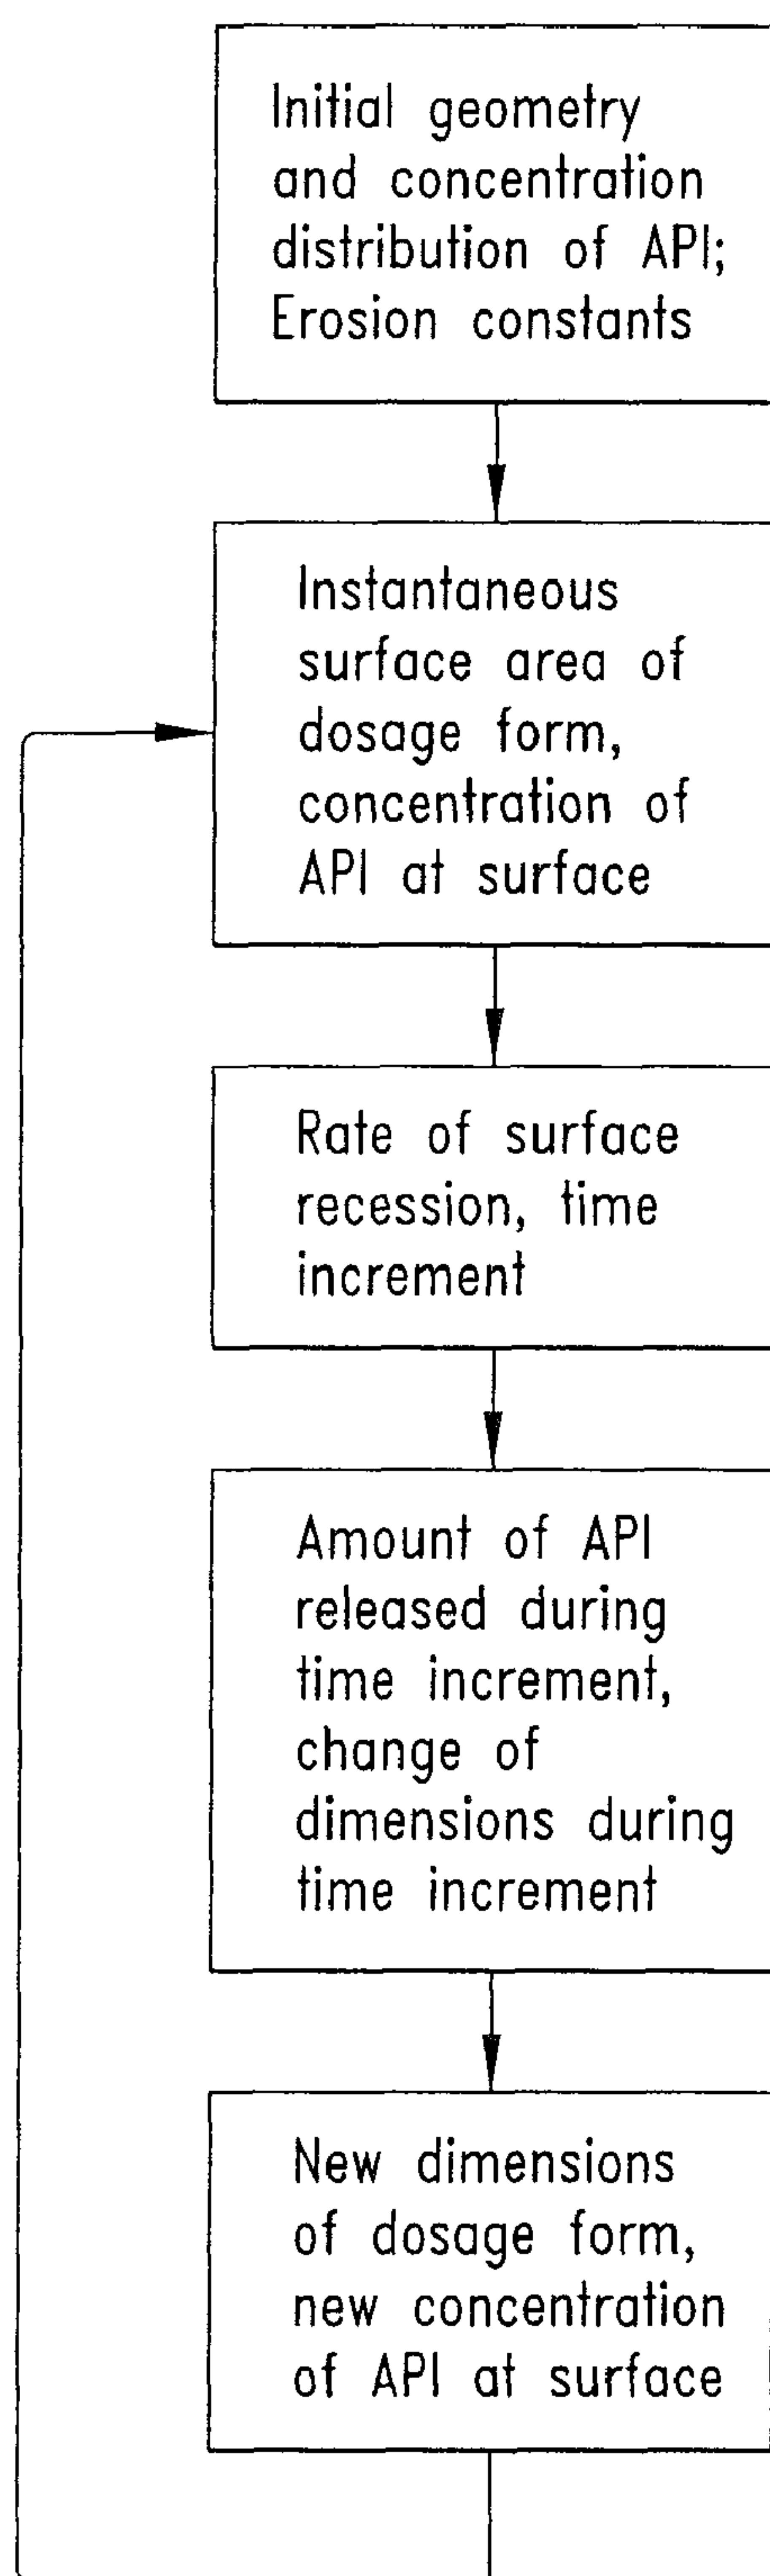 Initial geometry
and concentration
distribution of API;
Erosion constants
Instantaneous
surface area of
dosage form,
concentration of
API at surface
Rate of surface
recession, time
increment
Amount of API
released during
time increment,
change of
dimensions during
time increment
New dimensions
of dosage form,
new concentration
of API at surface